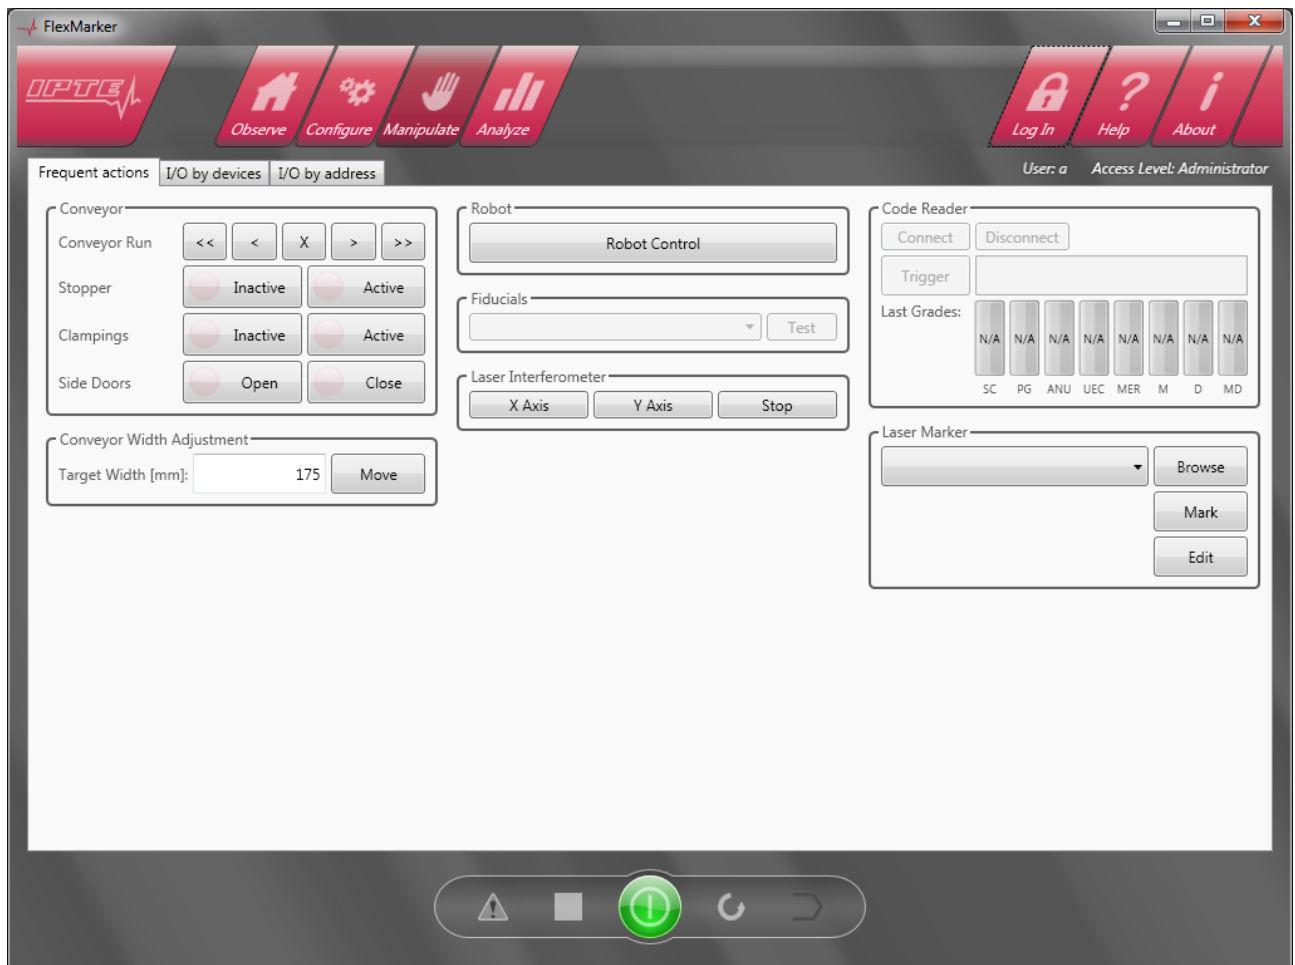 FlexMarker
IPTE
Observe Configure Manipulate Analyze
Log In Help About
Frequent actions I/O by devices I/O by address
User: a Access Level: Administrator
Conveyor
Conveyor Run << < X > >>
Stopper Inactive Active
Clampings Inactive Active
Side Doors Open Close
Conveyor Width Adjustment
Target Width [mm]: 175 Move
Robot
Robot Control
Fiducials
Test
Laser Interferometer
X Axis Y Axis Stop
Code Reader
Connect Disconnect
Trigger
Last Grades:
N/A N/A N/A N/A N/A N/A N/A N/A
SC PG ANU UEC MER M D MD
Laser Marker
Browse
Mark
Edit